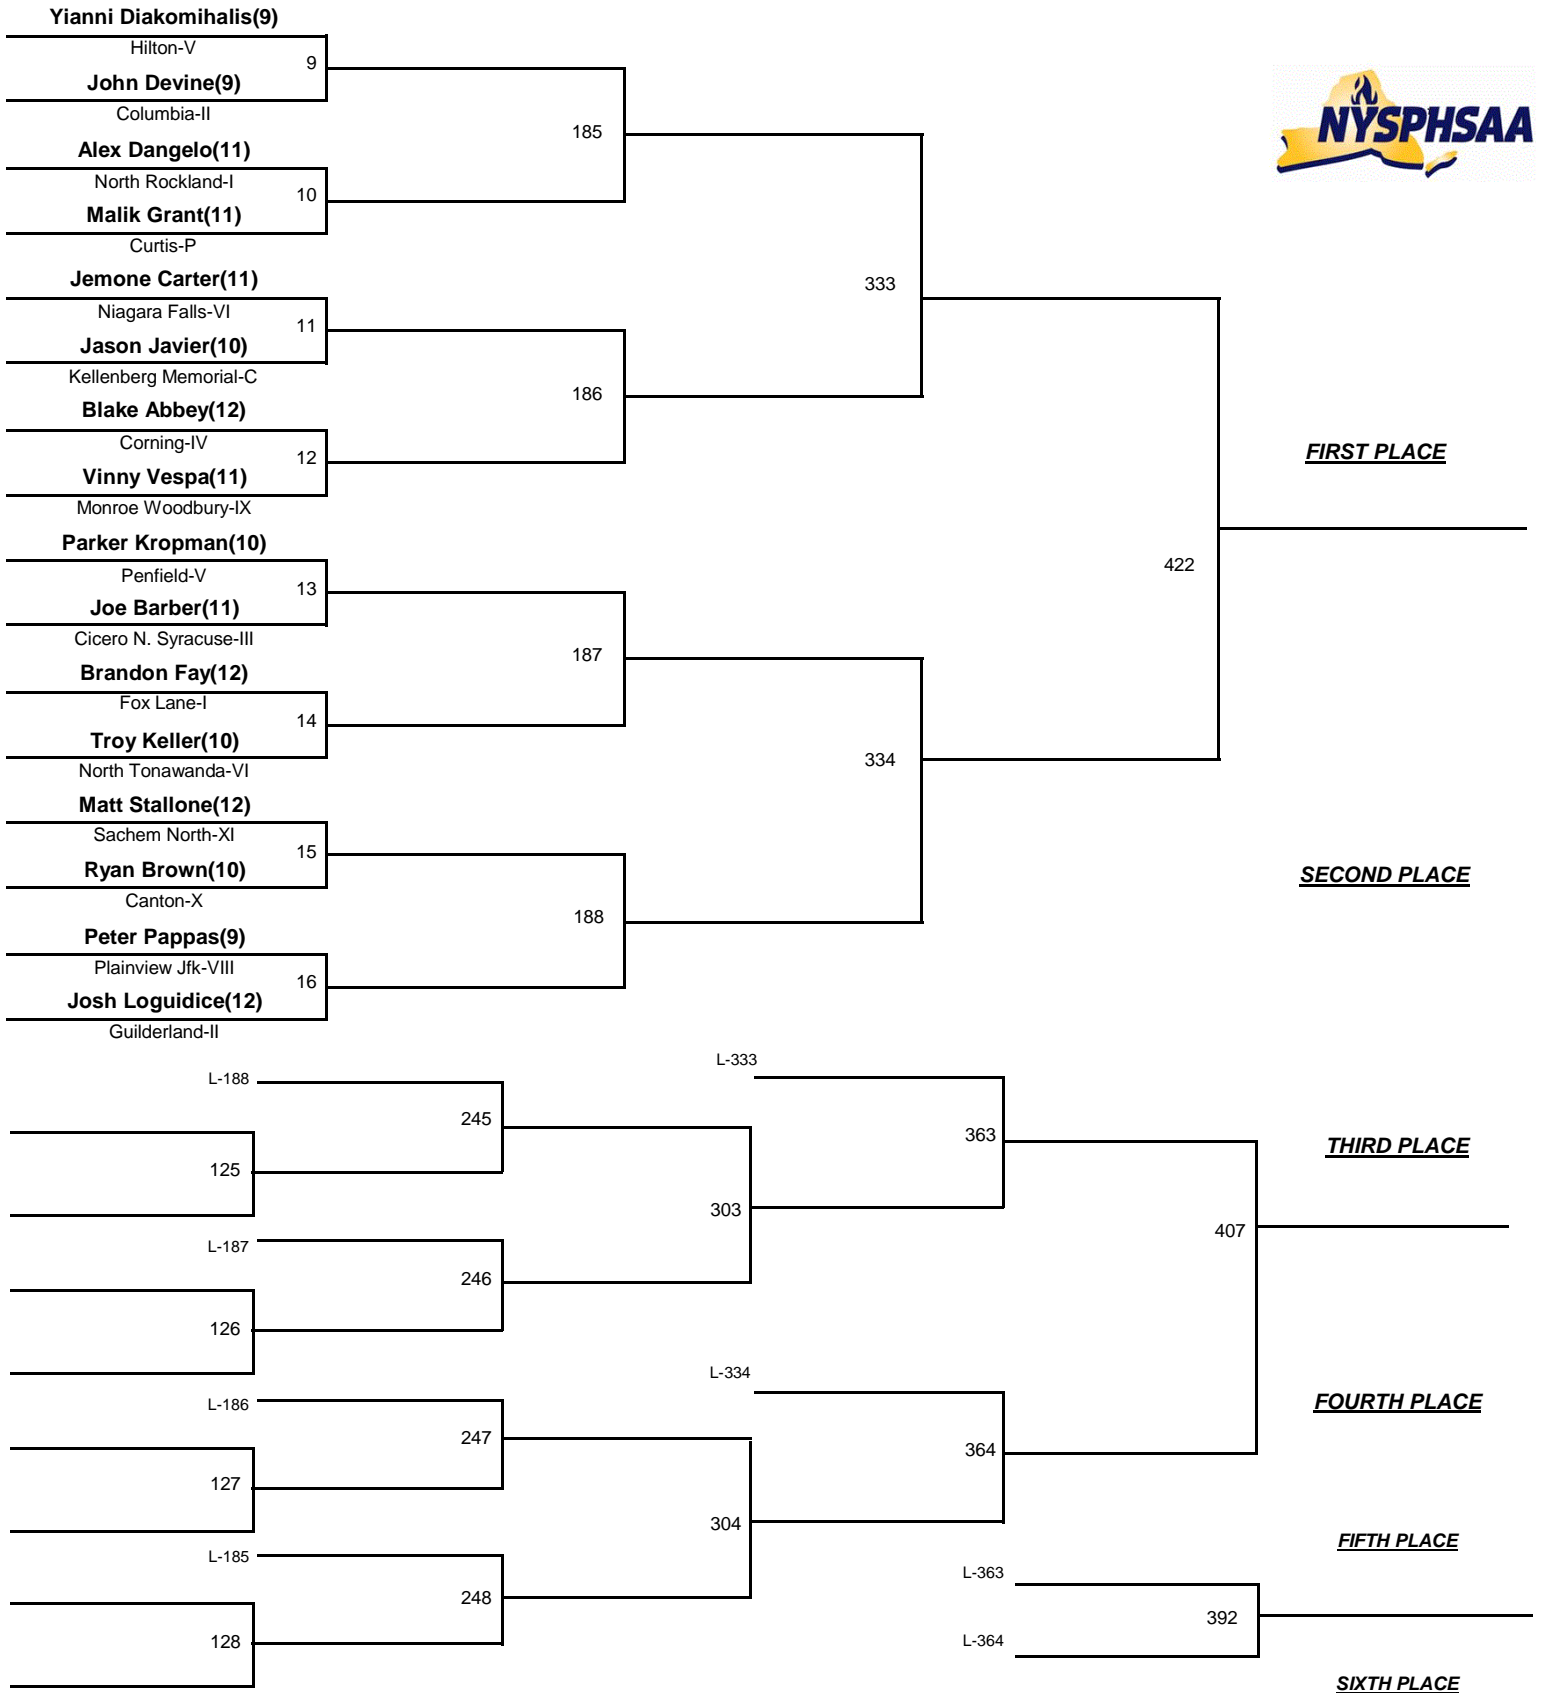 Yianni Diakomihalis(9)
Hilton-V
9
John Devine(9)
Columbia-II
185
NYSPHSAA
Alex Dangelo(11)
North Rockland-I
10
Malik Grant(11)
Curtis-P
Jemone Carter(11)
333
Niagara Falls-VI
11
Jason Javier(10)
Kellenberg Memorial-C
186
Blake Abbey(12)
Corning-IV
12
FIRST PLACE
Vinny Vespa(11)
Monroe Woodbury-IX
Parker Kropman(10)
422
Penfield-V
13
Joe Barber(11)
Cicero N. Syracuse-III
187
Brandon Fay(12)
Fox Lane-I
14
Troy Keller(10)
334
North Tonawanda-VI
Matt Stallone(12)
Sachem North-XI
15
Ryan Brown(10)
SECOND PLACE
Canton-X
188
Peter Pappas(9)
Plainview Jfk-VIII
16
Josh Loguidice(12)
Guilderland-II
L-333
L-188
245
363
THIRD PLACE
125
303
407
L-187
246
126
L-334
L-186
FOURTH PLACE
247
364
127
304
L-185
FIFTH PLACE
L-363
248
392
128
L-364
SIXTH PLACE